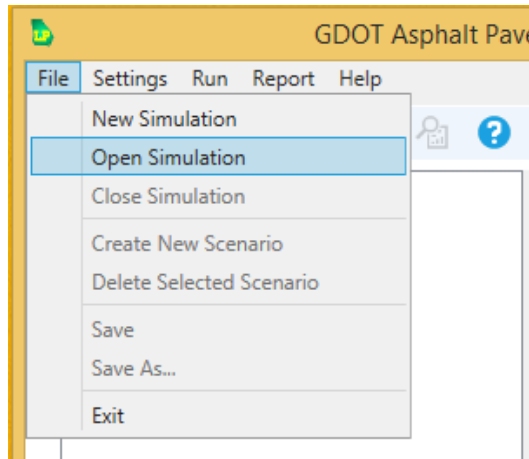 GDOT Asphalt Pav
File Settings Run Report Help
New Simulation
Open Simulation
Close Simulation
Create New Scenario
Delete Selected Scenario
Save
Save As...
Exit